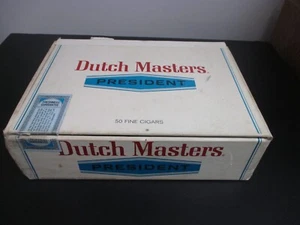 Dutch Masters
PRESIDENT
50 FINE CIGARS
Dutch Masters
PRESIDENT